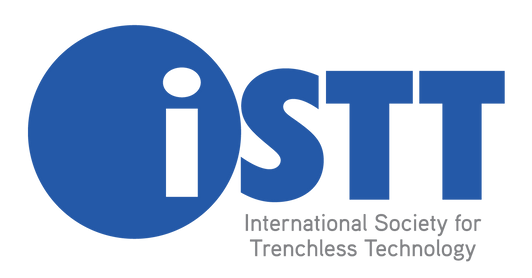 iSTT
International Society for
Trenchless Technology